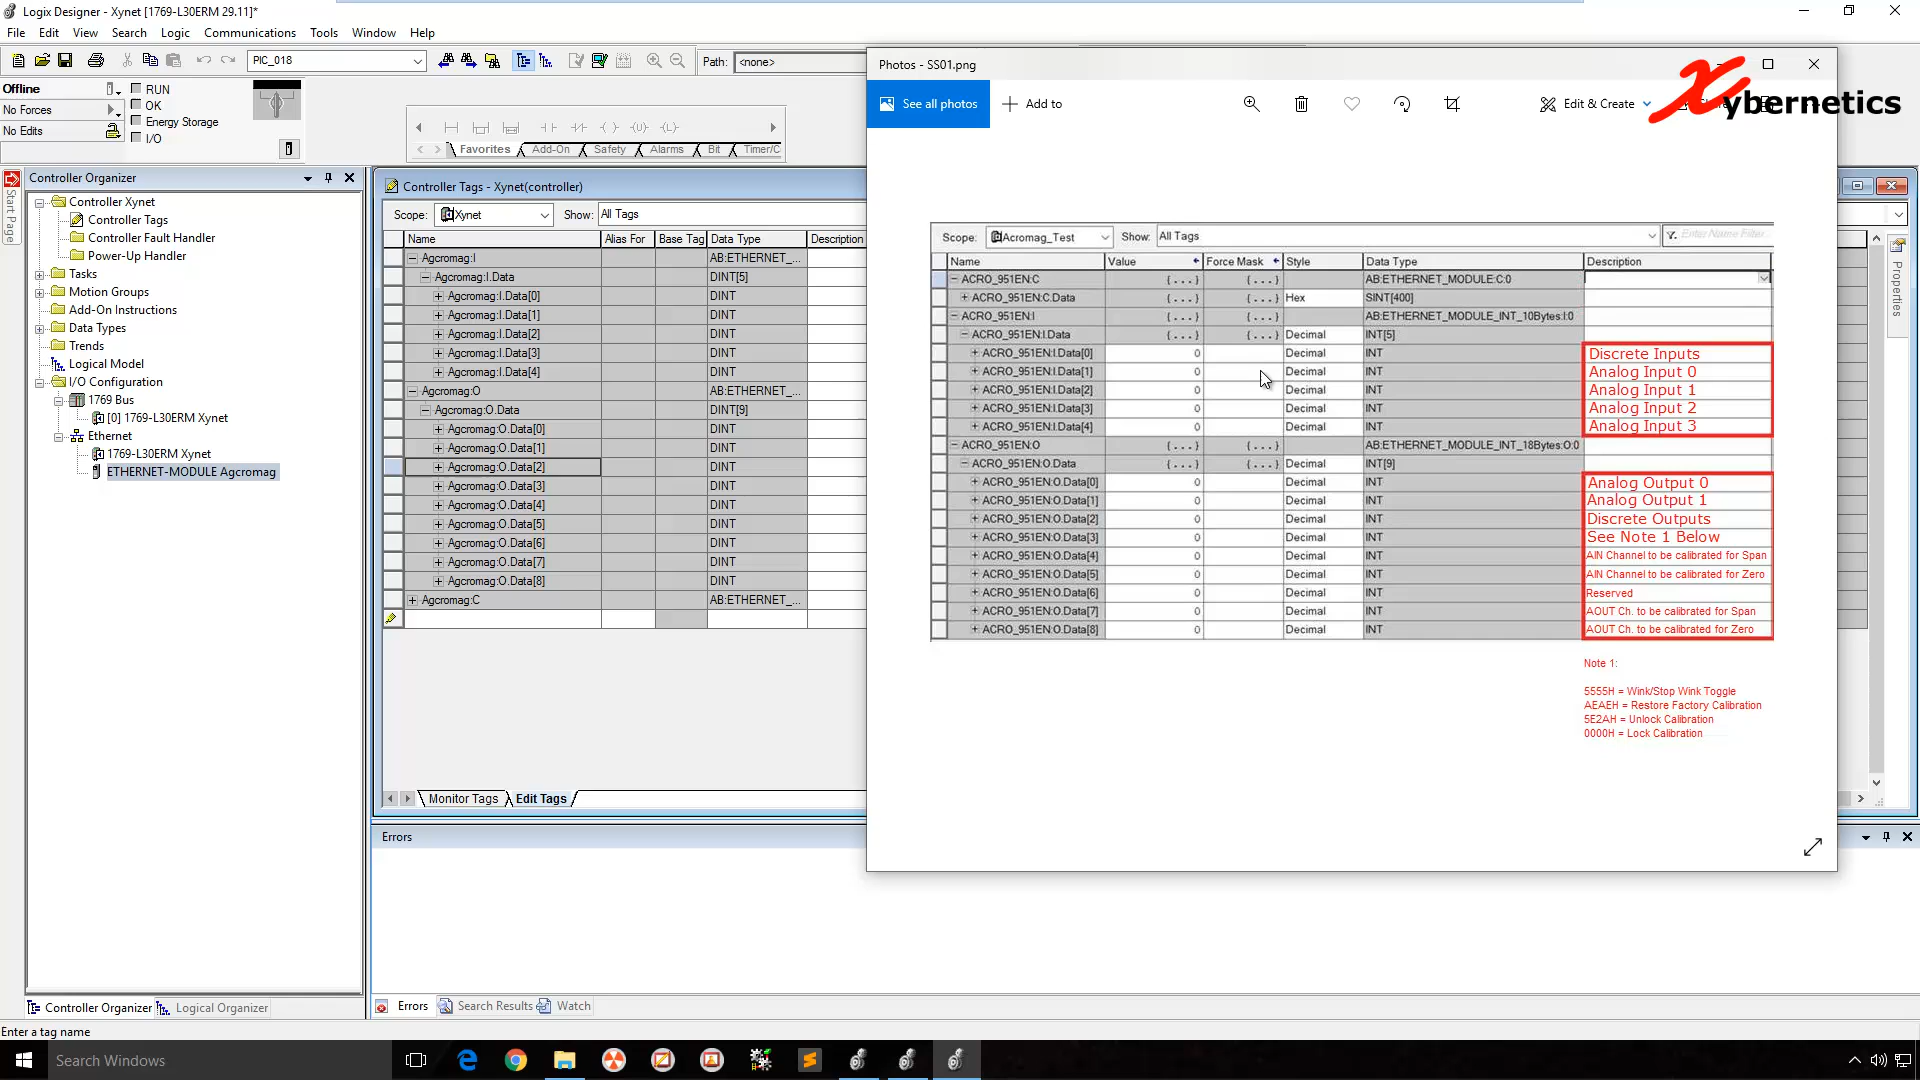 Logix Designer - Xynet [1769-L30ERM 29.11]*
File Edit View Search Logic Communications Tools Window Help
PIC_018
Path: <none>
Offline
No Forces
No Edits
RUN
OK
Energy Storage
I/O
Favorites Add-On Safety Alarms Bit Timer/C
Start Page
Controller Organizer
Controller Xynet
Controller Tags
Controller Fault Handler
Power-Up Handler
Tasks
Motion Groups
Add-On Instructions
Data Types
Trends
Logical Model
I/O Configuration
1769 Bus
[0] 1769-L30ERM Xynet
Ethernet
1769-L30ERM Xynet
ETHERNET-MODULE Agcromag
Controller Organizer Logical Organizer
Enter a tag name
Controller Tags - Xynet(controller)
Scope: Xynet Show: All Tags
Name Alias For Base Tag Data Type Description
Agcromag:I AB:ETHERNET_...
Agcromag:I.Data DINT[5]
Agcromag:I.Data[0] DINT
Agcromag:I.Data[1] DINT
Agcromag:I.Data[2] DINT
Agcromag:I.Data[3] DINT
Agcromag:I.Data[4] DINT
Agcromag:O AB:ETHERNET_...
Agcromag:O.Data DINT[9]
Agcromag:O.Data[0] DINT
Agcromag:O.Data[1] DINT
Agcromag:O.Data[2] DINT
Agcromag:O.Data[3] DINT
Agcromag:O.Data[4] DINT
Agcromag:O.Data[5] DINT
Agcromag:O.Data[6] DINT
Agcromag:O.Data[7] DINT
Agcromag:O.Data[8] DINT
Agcromag:C AB:ETHERNET_...
Monitor Tags Edit Tags
Errors
Errors Search Results Watch
Properties
Photos - SS01.png
See all photos Add to Edit & Create
Xybernetics
Scope: Acromag_Test Show: All Tags Enter Name Filter...
Name Value Force Mask Style Data Type Description
ACRO_951EN:C {...} {...} AB:ETHERNET_MODULE:C:0
ACRO_951EN:C.Data {...} {...} Hex SINT[400]
ACRO_951EN:I {...} {...} AB:ETHERNET_MODULE_INT_10Bytes:I:0
ACRO_951EN:I.Data {...} {...} Decimal INT[5]
ACRO_951EN:I.Data[0] 0 Decimal INT Discrete Inputs
ACRO_951EN:I.Data[1] 0 Decimal INT Analog Input 0
ACRO_951EN:I.Data[2] 0 Decimal INT Analog Input 1
ACRO_951EN:I.Data[3] 0 Decimal INT Analog Input 2
ACRO_951EN:I.Data[4] 0 Decimal INT Analog Input 3
ACRO_951EN:O {...} {...} AB:ETHERNET_MODULE_INT_18Bytes:O:0
ACRO_951EN:O.Data {...} {...} Decimal INT[9]
ACRO_951EN:O.Data[0] 0 Decimal INT Analog Output 0
ACRO_951EN:O.Data[1] 0 Decimal INT Analog Output 1
ACRO_951EN:O.Data[2] 0 Decimal INT Discrete Outputs
ACRO_951EN:O.Data[3] 0 Decimal INT See Note 1 Below
ACRO_951EN:O.Data[4] 0 Decimal INT AIN Channel to be calibrated for Span
ACRO_951EN:O.Data[5] 0 Decimal INT AIN Channel to be calibrated for Zero
ACRO_951EN:O.Data[6] 0 Decimal INT Reserved
ACRO_951EN:O.Data[7] 0 Decimal INT AOUT Ch. to be calibrated for Span
ACRO_951EN:O.Data[8] 0 Decimal INT AOUT Ch. to be calibrated for Zero
Note 1:
5555H = Wink/Stop Wink Toggle
AEAEH = Restore Factory Calibration
5E2AH = Unlock Calibration
0000H = Lock Calibration
Search Windows